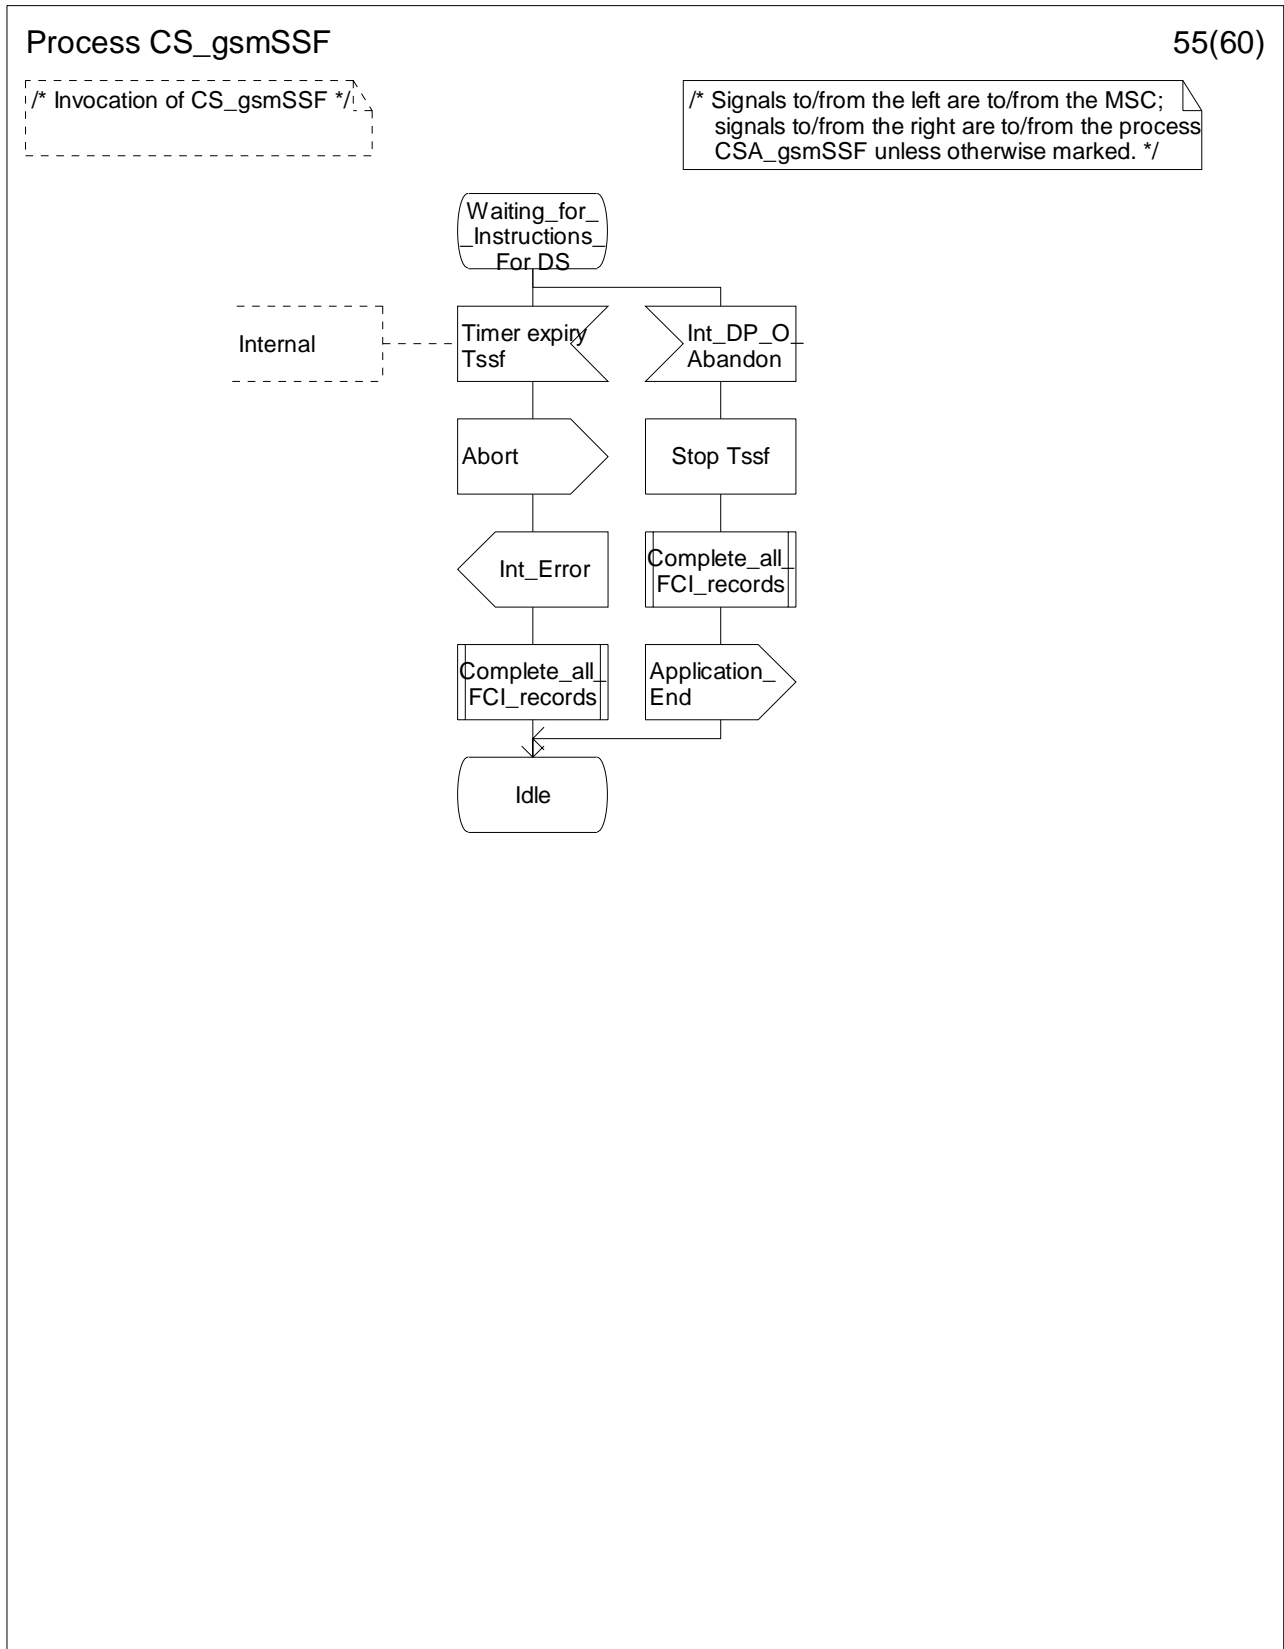 Process CS_gsmSSF
55(60)
/* Invocation of CS_gsmSSF */
/* Signals to/from the left are to/from the MSC;
signals to/from the right are to/from the process
CSA_gsmSSF unless otherwise marked. */
Waiting_for_
_Instructions_
For DS
Internal
Timer expiry
Tssf
Int_DP_O_
Abandon
Abort
Stop Tssf
Int_Error
Complete_all_
FCI_records
Complete_all_
FCI_records
Application_
End
Idle